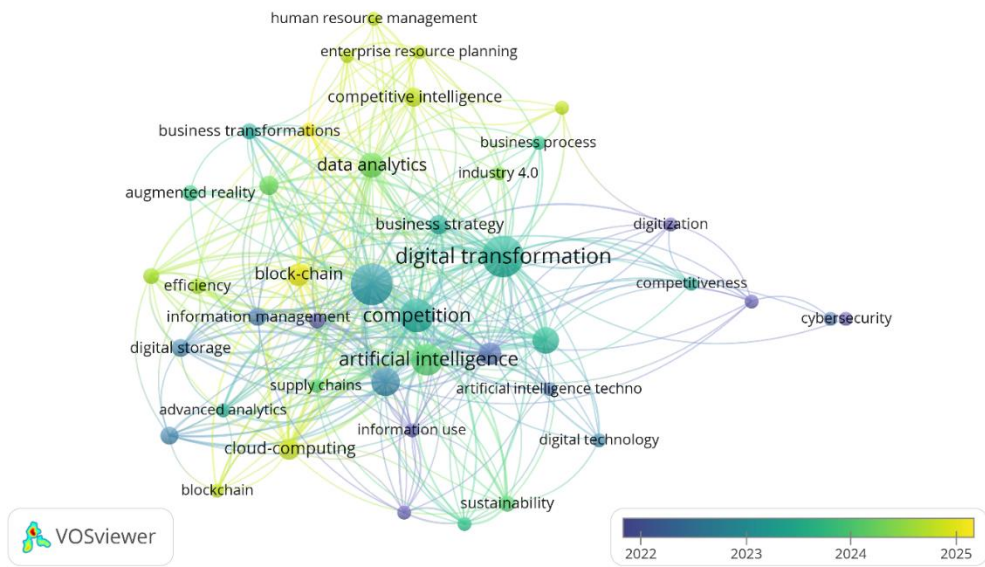 human resource management
enterprise resource planning
competitive intelligence
business transformations
business process
data analytics
industry 4.0
augmented reality
business strategy
digitization
digital transformation
block-chain
competitiveness
efficiency
information management
competition
cybersecurity
digital storage
artificial intelligence
supply chains
artificial intelligence techno
advanced analytics
information use
digital technology
cloud-computing
blockchain
sustainability
VOSviewer
2022
2023
2024
2025